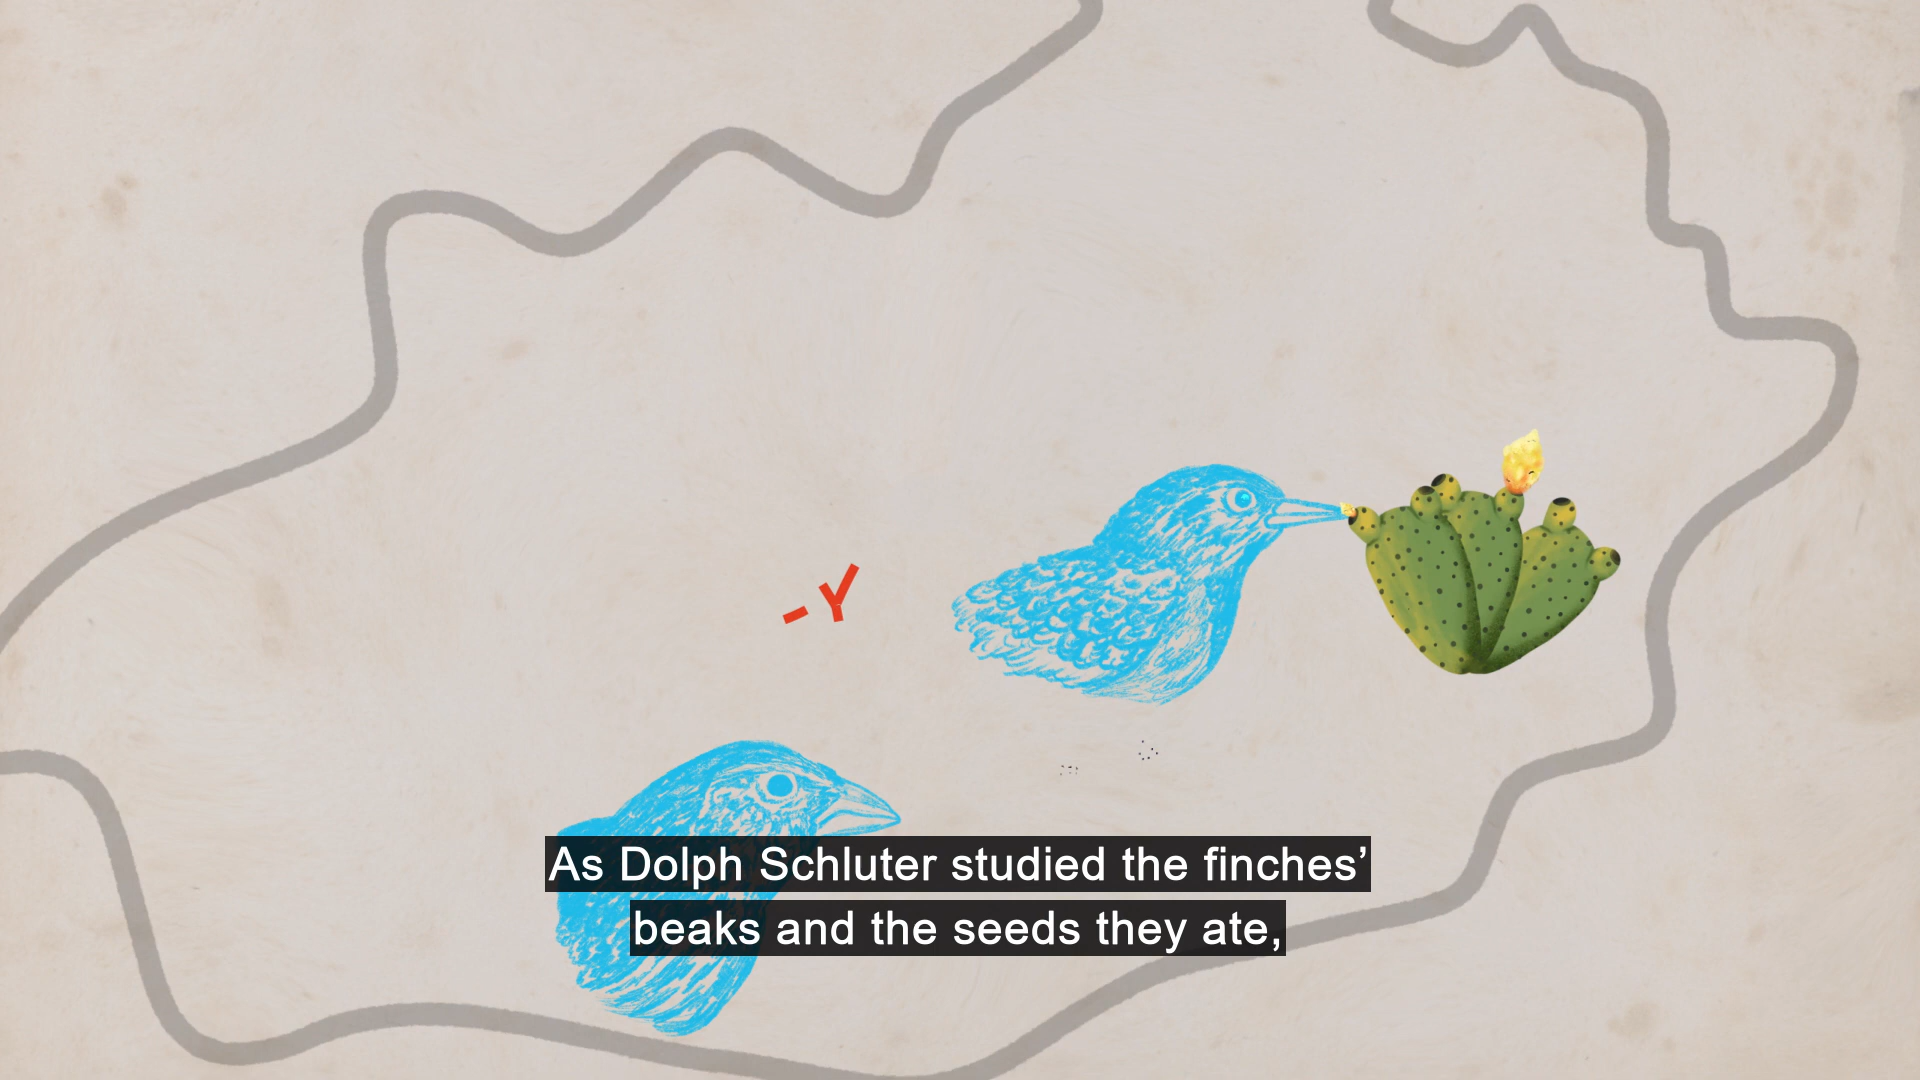 As Dolph Schluter studied the finches’
beaks and the seeds they ate,